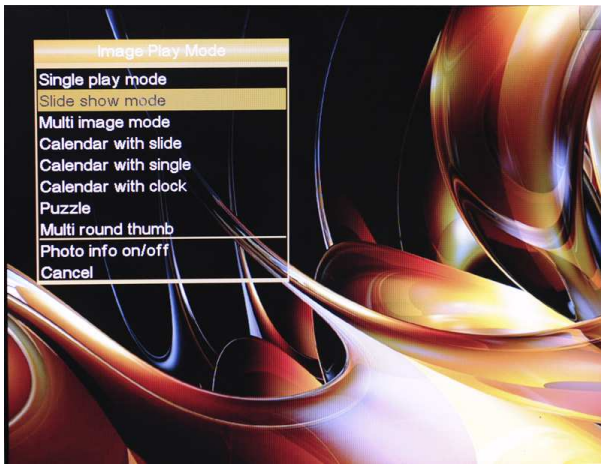 Image Play Mode
Single play mode
Slide show mode
Multi image mode
Calendar with slide
Calendar with single
Calendar with clock
Puzzle
Multi round thumb
Photo info on/off
Cancel